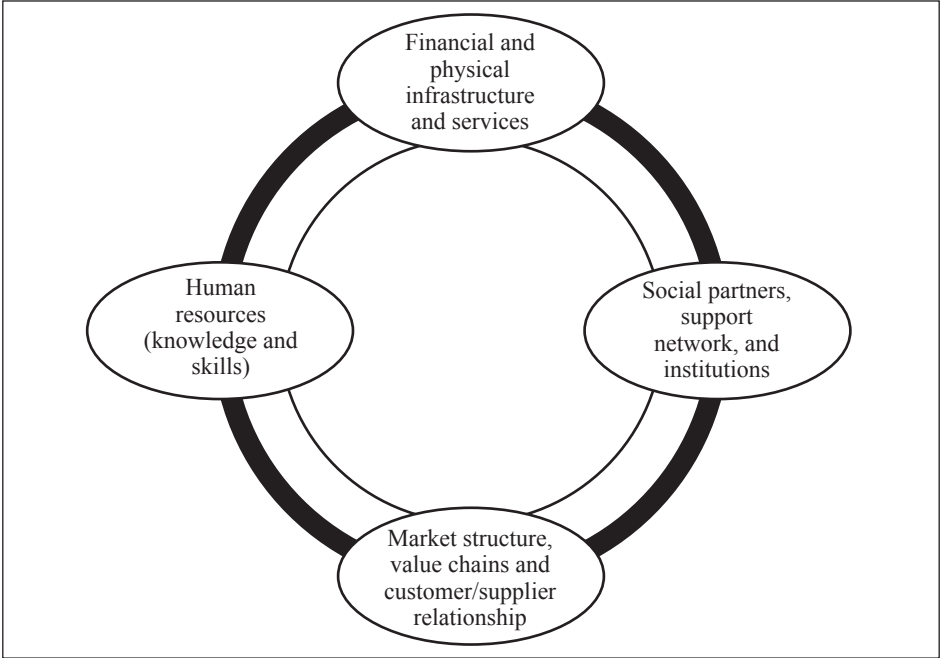 Financial and
physical
infrastructure
and services
Human
resources
(knowledge and
skills)
Social partners,
support
network, and
institutions
Market structure,
value chains and
customer/supplier
relationship